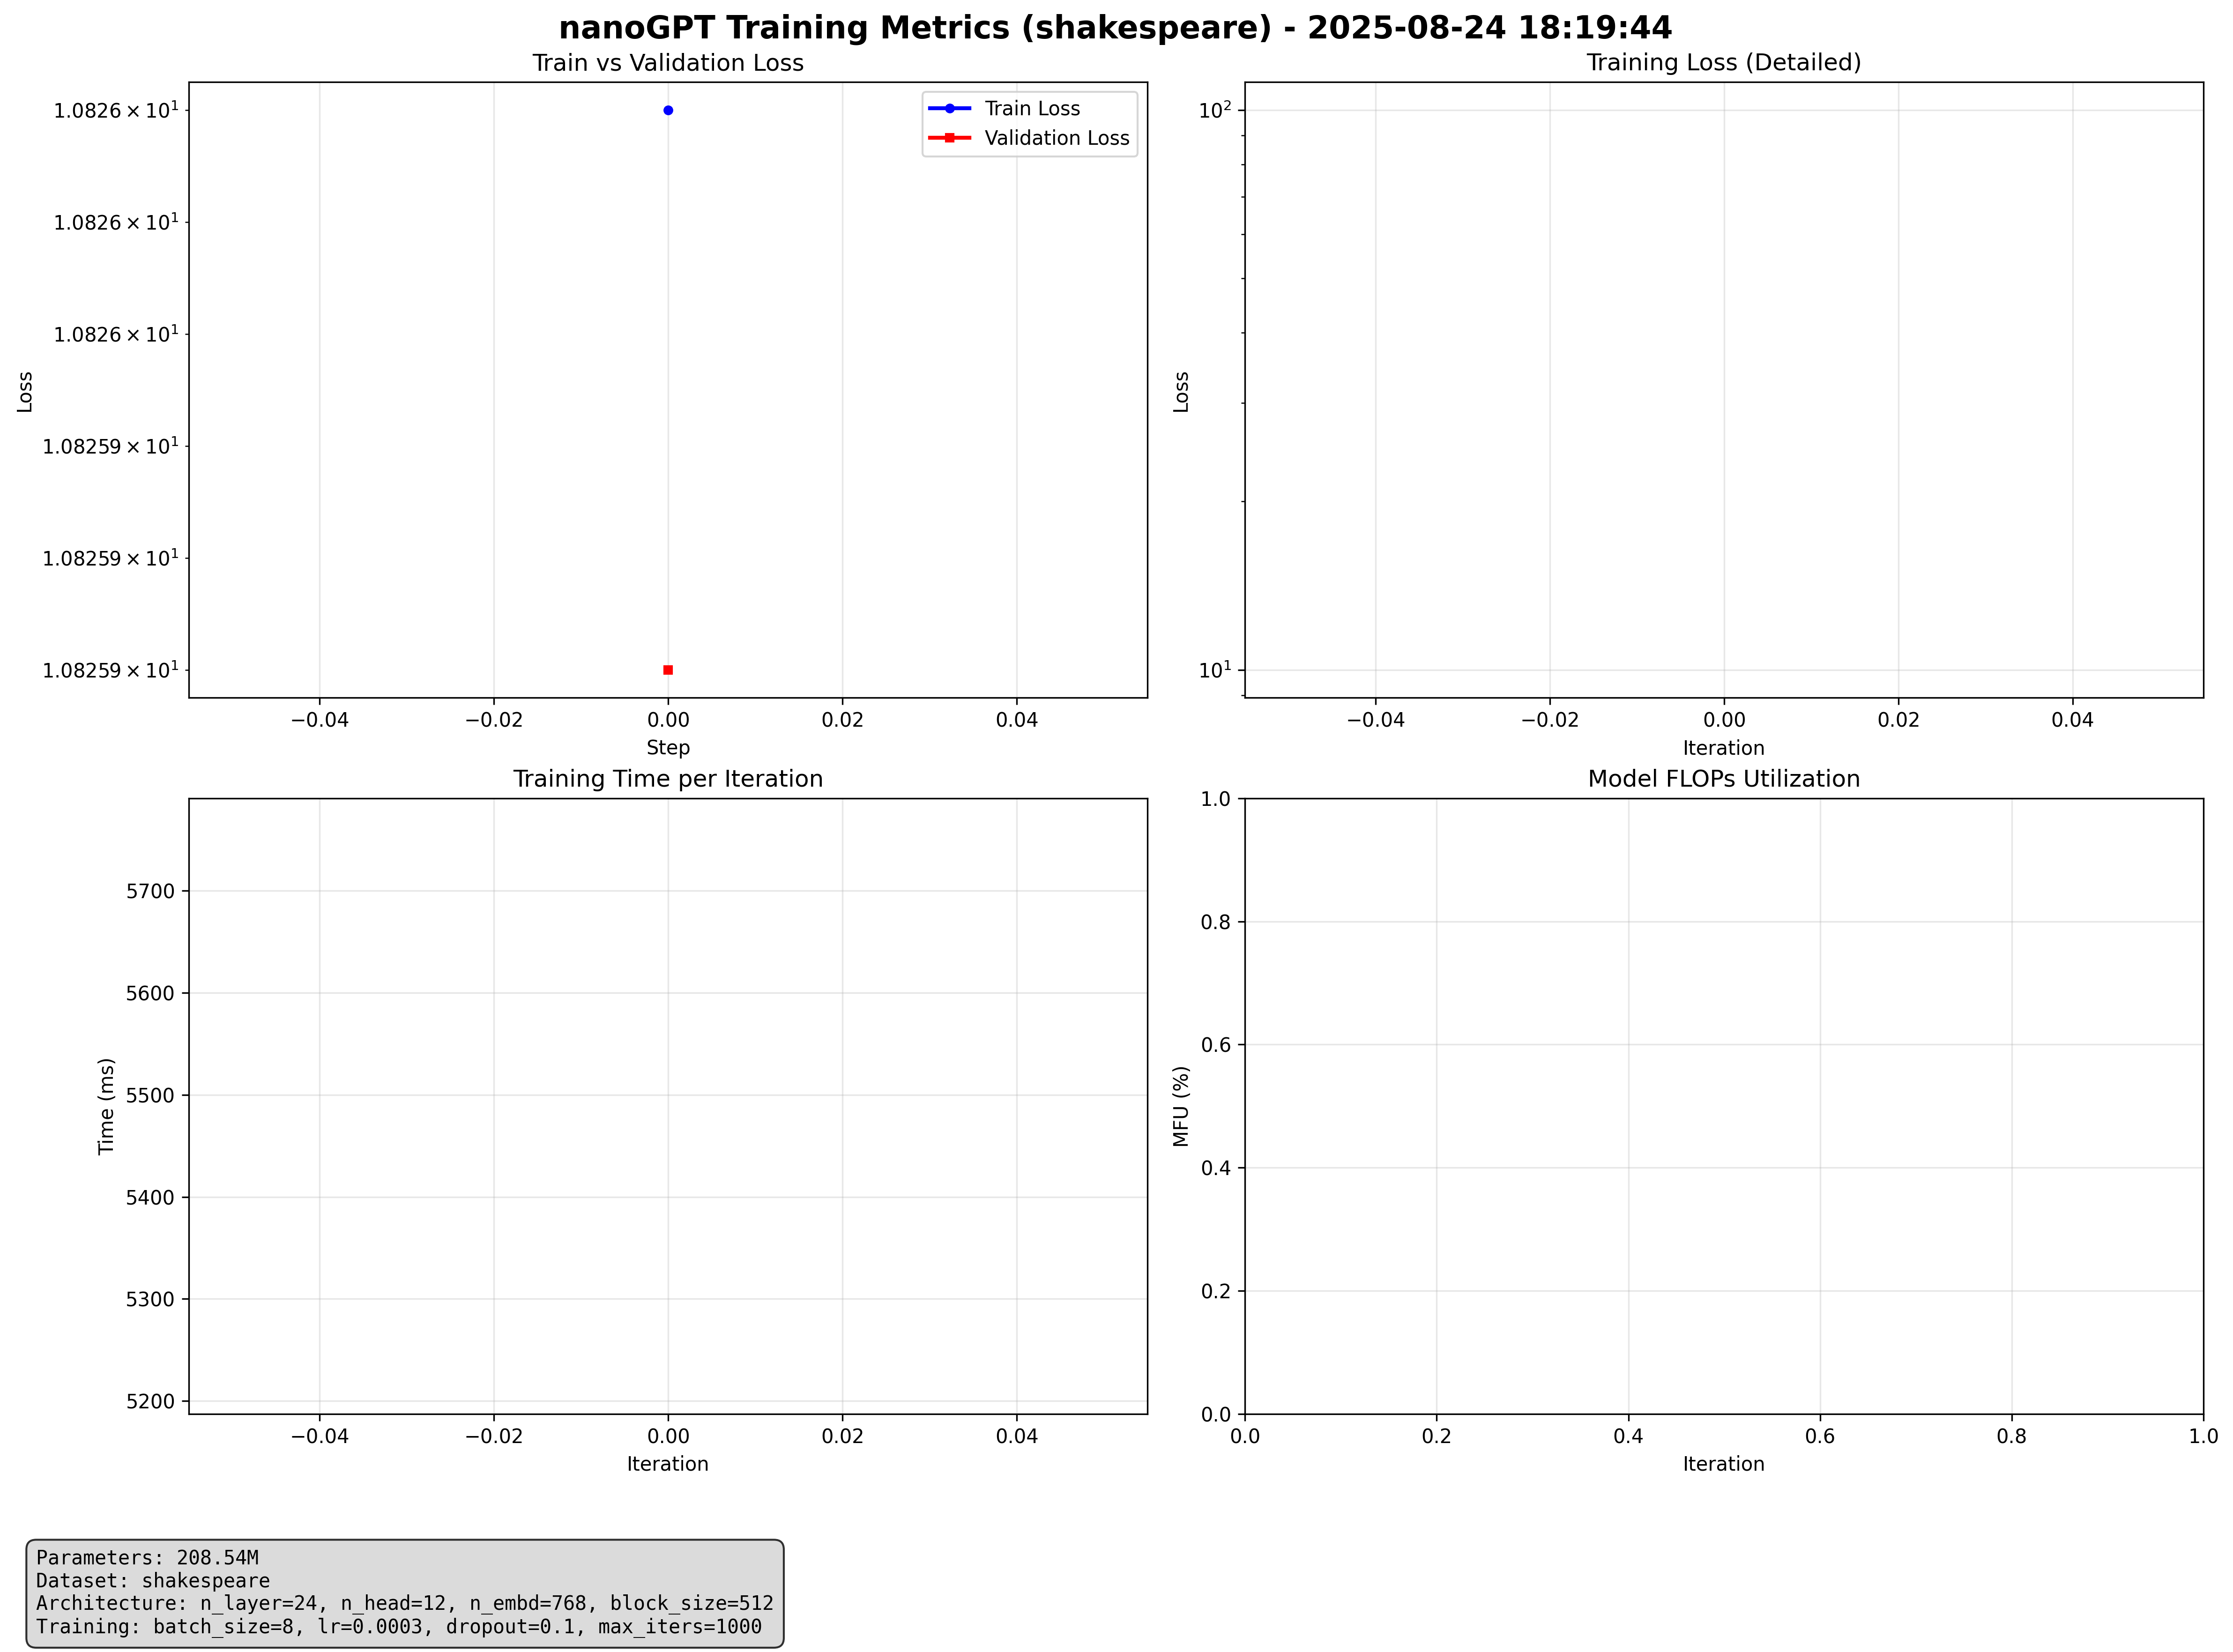 nanoGPT Training Metrics (shakespeare) - 2025-08-24 18:19:44
Train vs Validation Loss
Loss
1.0826 × 10¹
1.0826 × 10¹
1.0826 × 10¹
1.08259 × 10¹
1.08259 × 10¹
1.08259 × 10¹
Train Loss
Validation Loss
−0.04 −0.02 0.00 0.02 0.04
Step
Training Loss (Detailed)
Loss
10²
10¹
−0.04 −0.02 0.00 0.02 0.04
Iteration
Training Time per Iteration
Time (ms)
5700
5600
5500
5400
5300
5200
−0.04 −0.02 0.00 0.02 0.04
Iteration
Model FLOPs Utilization
MFU (%)
1.0
0.8
0.6
0.4
0.2
0.0
0.0 0.2 0.4 0.6 0.8 1.0
Iteration
Parameters: 208.54M
Dataset: shakespeare
Architecture: n_layer=24, n_head=12, n_embd=768, block_size=512
Training: batch_size=8, lr=0.0003, dropout=0.1, max_iters=1000